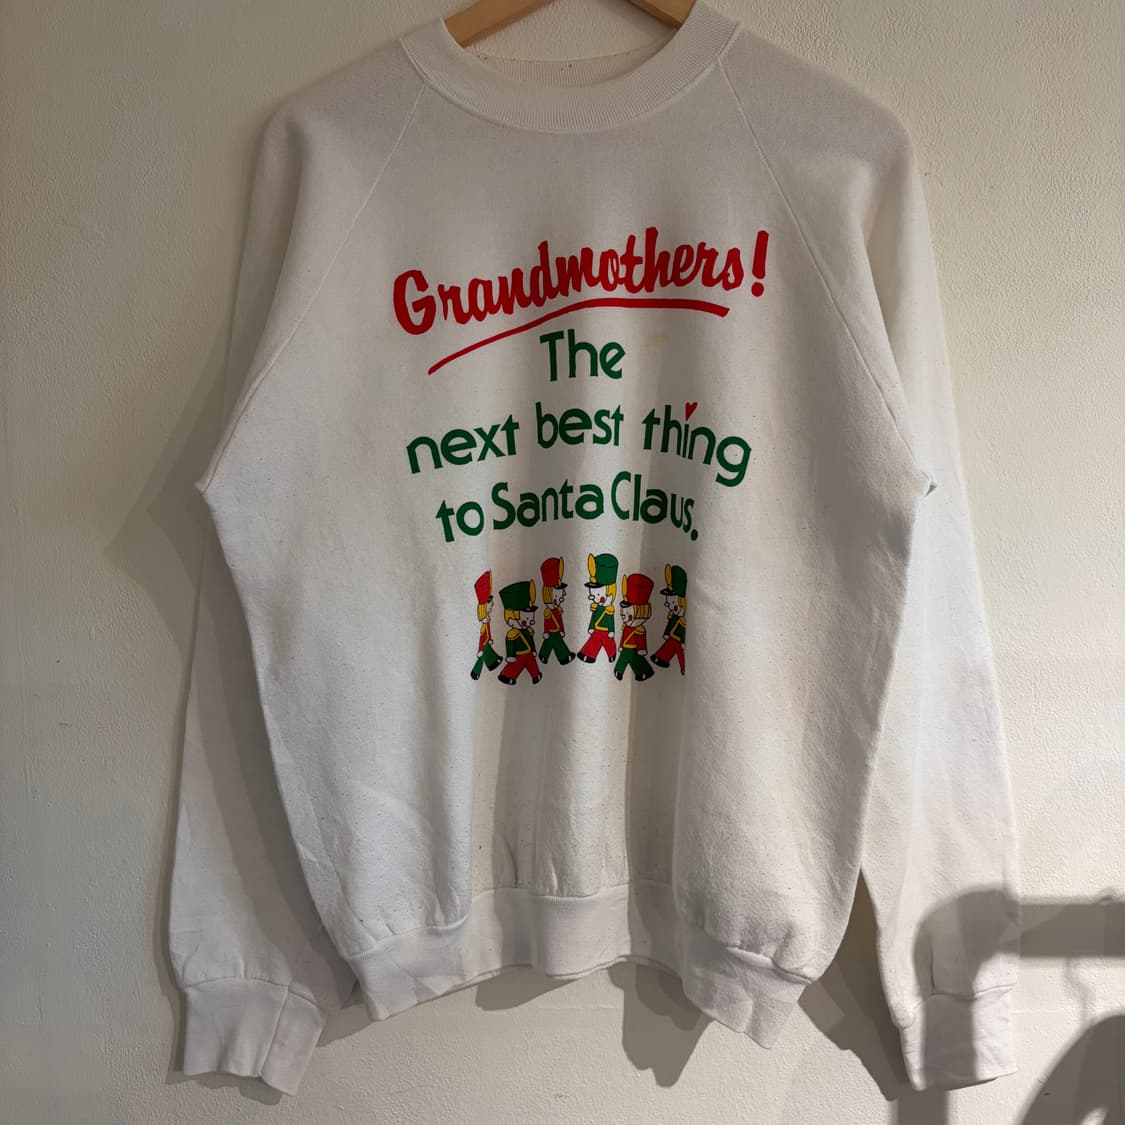 Grandmothers!
The
next best thing
to Santa Claus.